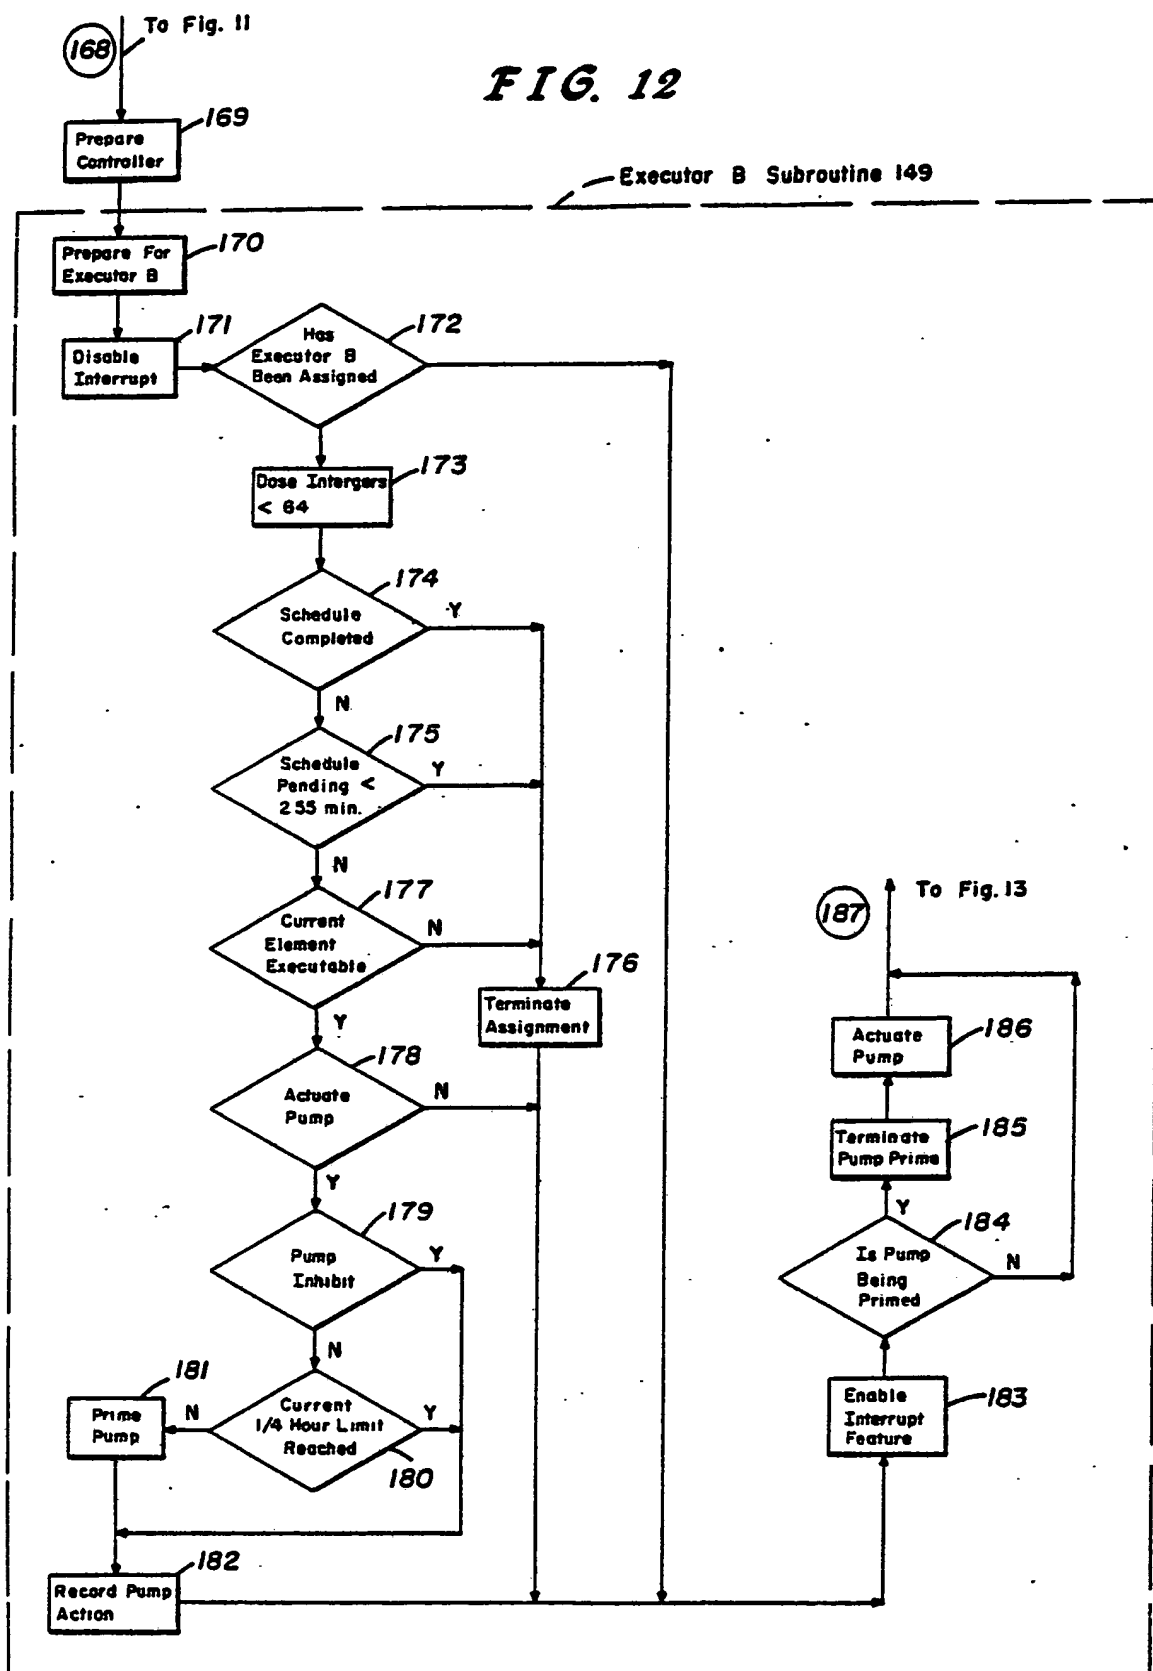 168
To Fig. 11
FIG. 12
169
Prepare
Controller
Executor B Subroutine 149
170
Prepare For
Executor B
171
Disable
Interrupt
172
Has
Executor B
Been Assigned
173
Dose Intergers
< 64
174
Schedule
Completed
Y
N
175
Schedule
Pending <
255 min.
Y
N
177
Current
Element
Executable
N
Y
176
Terminate
Assignment
178
Actuate
Pump
N
Y
179
Pump
Inhibit
Y
N
181
Prime
Pump
N
Current
1/4 Hour Limit
Reached
Y
180
182
Record Pump
Action
187
To Fig. 13
Actuate
Pump
186
Terminate
Pump Prime
185
Y
184
Is Pump
Being
Primed
N
Enable
Interrupt
Feature
183